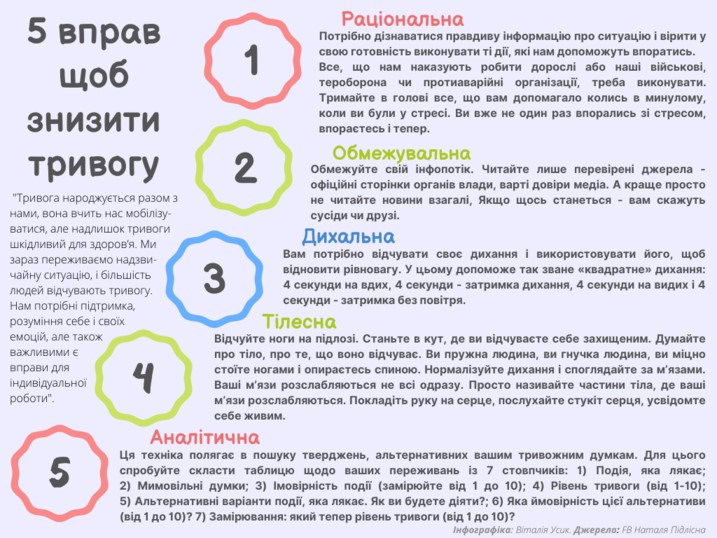 5 вправ
щоб
знизити
тривогу
"Тривога народжується разом з
нами, вона вчить нас мобілізу-
ватися, але надлишок тривоги
шкідливий для здоров'я. Ми
зараз переживаємо надзви-
чайну ситуацію, і більшість
людей відчувають тривогу.
Нам потрібні підтримка,
розуміння себе і своїх
емоцій, але також
важливими є
вправи для
індивідуальної
роботи".
1
Раціональна
Потрібно дізнаватися правдиву інформацію про ситуацію і вірити у
свою готовність виконувати ті дії, які нам допоможуть впоратись.
Все, що нам наказують робити дорослі або наші військові,
тероборона чи протиаварійні організації, треба виконувати.
Тримайте в голові все, що вам допомагало колись в минулому,
коли ви були у стресі. Ви вже не один раз впорались зі стресом,
впораєтесь і тепер.
2
Обмежувальна
Обмежуйте свій інфопотік. Читайте лише перевірені джерела -
офіційні сторінки органів влади, варті довіри медіа. А краще просто
не читайте новини взагалі, Якщо щось станеться - вам скажуть
сусіди чи друзі.
3
Дихальна
Вам потрібно відчувати своє дихання і використовувати його, щоб
відновити рівновагу. У цьому допоможе так зване «квадратне» дихання:
4 секунди на вдих, 4 секунди - затримка дихання, 4 секунди на видих і 4
секунди - затримка без повітря.
4
Тілесна
Відчуйте ноги на підлозі. Станьте в кут, де ви відчуваєте себе захищеним. Думайте
про тіло, про те, що воно відчуває. Ви пружна людина, ви гнучка людина, ви міцно
стоїте ногами і опираєтесь спиною. Нормалізуйте дихання і споглядайте за м'язами.
Ваші м'язи розслабляються не всі одразу. Просто називайте частини тіла, де ваші
м'язи розслабляються. Покладіть руку на серце, послухайте стукіт серця, усвідомте
себе живим.
5
Аналітична
Ця техніка полягає в пошуку тверджень, альтернативних вашим тривожним думкам. Для цього
спробуйте скласти таблицю щодо ваших переживань із 7 стовпчиків: 1) Подія, яка лякає;
2) Мимовільні думки; 3) Імовірність події (заміряйте від 1 до 10); 4) Рівень тривоги (від 1-10);
5) Альтернативні варіанти події, яка лякає. Як ви будете діяти?; 6) Яка ймовірність цієї альтернативи
(від 1 до 10)? 7) Замірювання: який тепер рівень тривоги (від 1 до 10)?
Інфографіка: Віталія Усик. Джерело: FB Наталя Підлісна